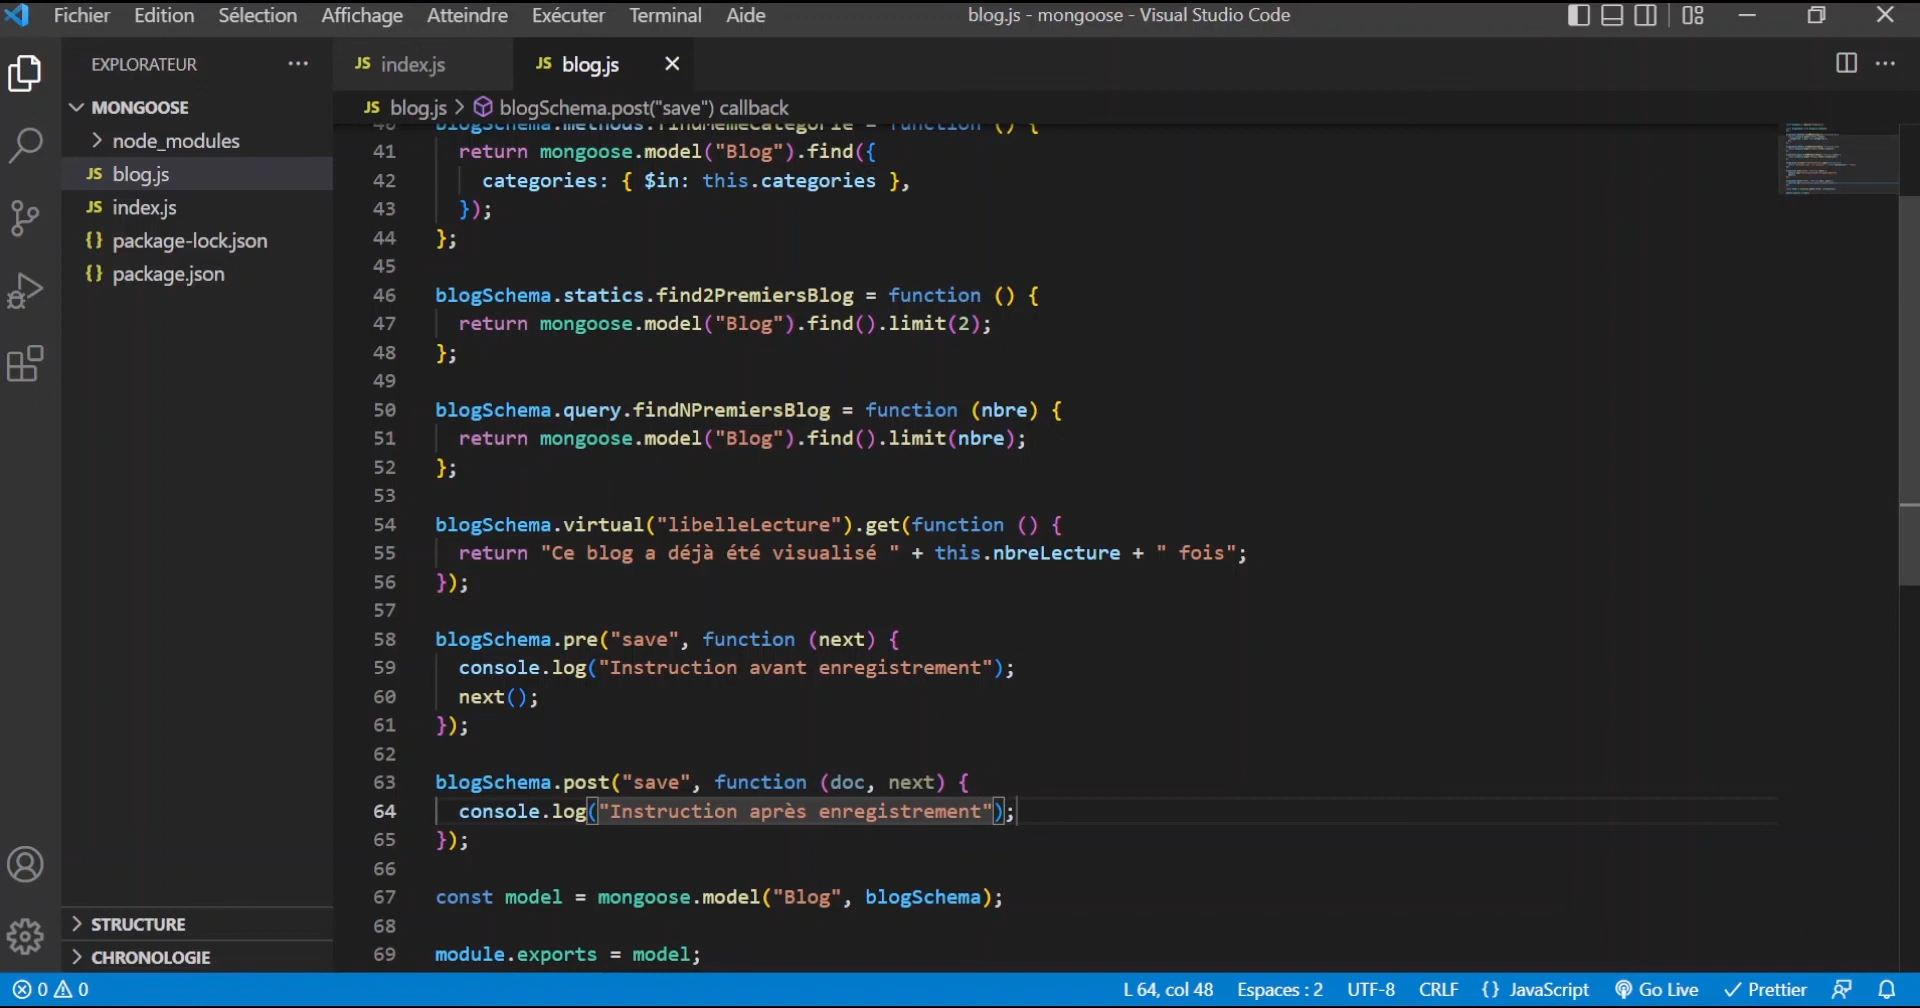 Fichier Edition Sélection Affichage Atteindre Exécuter Terminal Aide
blog.js - mongoose - Visual Studio Code
EXPLORATEUR
MONGOOSE
node_modules
JS blog.js
JS index.js
{} package-lock.json
{} package.json
STRUCTURE
CHRONOLOGIE
JS index.js
JS blog.js
JS blog.js > blogSchema.post("save") callback
40 blogSchema.methods.findMemeCategorie = function () {
41 return mongoose.model("Blog").find({
42 categories: { $in: this.categories },
43 });
44 };
45
46 blogSchema.statics.find2PremiersBlog = function () {
47 return mongoose.model("Blog").find().limit(2);
48 };
49
50 blogSchema.query.findNPremiersBlog = function (nbre) {
51 return mongoose.model("Blog").find().limit(nbre);
52 };
53
54 blogSchema.virtual("libelleLecture").get(function () {
55 return "Ce blog a déjà été visualisé " + this.nbreLecture + " fois";
56 });
57
58 blogSchema.pre("save", function (next) {
59 console.log("Instruction avant enregistrement");
60 next();
61 });
62
63 blogSchema.post("save", function (doc, next) {
64 console.log("Instruction après enregistrement");
65 });
66
67 const model = mongoose.model("Blog", blogSchema);
68
69 module.exports = model;
0 0
L 64, col 48 Espaces : 2 UTF-8 CRLF {} JavaScript Go Live Prettier